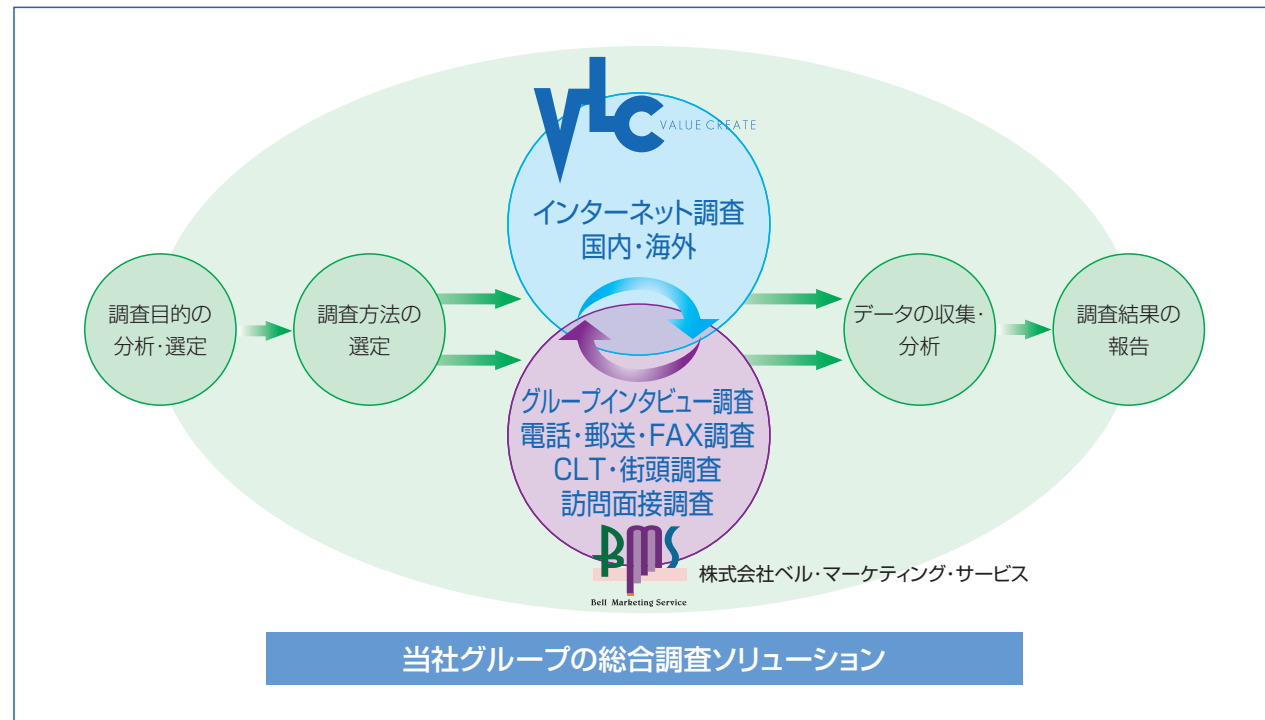 VLC
VALUE CREATE
インターネット調査
国内・海外
調査目的の
分析・選定
調査方法の
選定
データの収集・
分析
調査結果の
報告
グループインタビュー調査
電話・郵送・FAX調査
CLT・街頭調査
訪問面接調査
BMS
Bell Marketing Service
株式会社ベル・マーケティング・サービス
当社グループの総合調査ソリューション